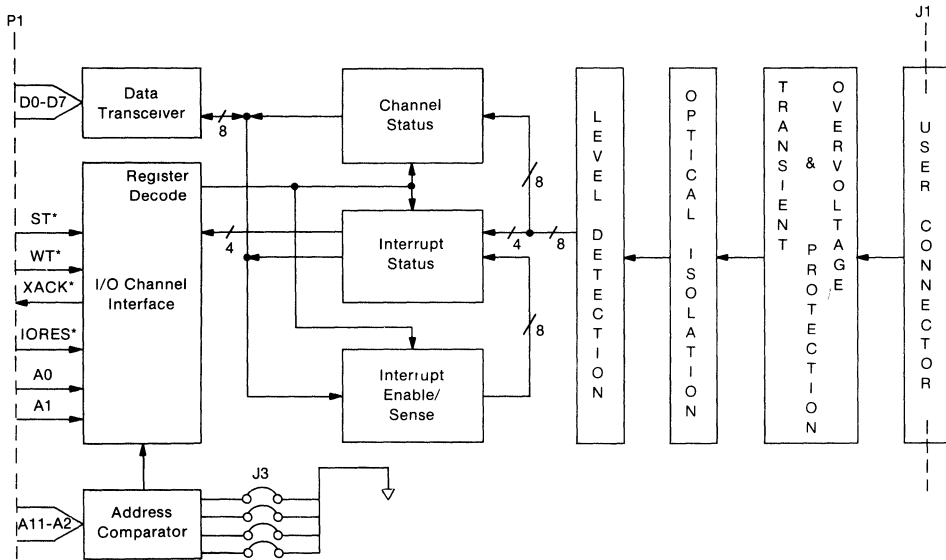 P1
J1
D0-D7
Data
Transceiver
8
Channel
Status
8
Register
Decode
ST*
WT*
XACK*
IORES*
A0
A1
I/O Channel
Interface
4
Interrupt
Status
4
8
8
Interrupt
Enable/
Sense
LEVEL DETECTION
OPTICAL ISOLATION
TRANSIENT
&
OVERVOLTAGE
PROTECTION
USER CONNECTOR
J3
A11-A2
Address
Comparator